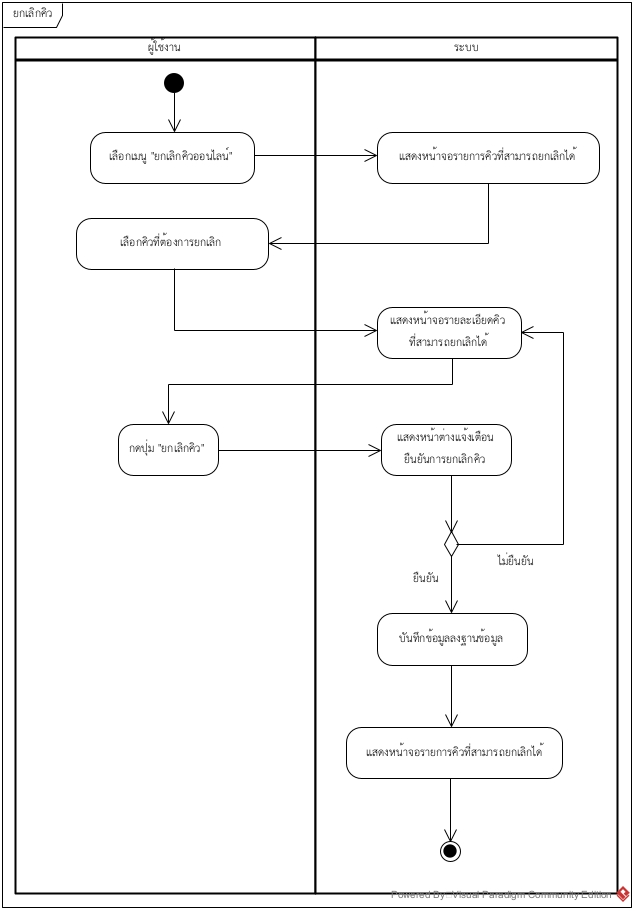 ยกเลิกคิว
ผู้ใช้งาน
ระบบ
เลือกเมนู "ยกเลิกคิวออนไลน์"
แสดงหน้าจอรายการคิวที่สามารถยกเลิกได้
เลือกคิวที่ต้องการยกเลิก
แสดงหน้าจอรายละเอียดคิว
ที่สามารถยกเลิกได้
กดปุ่ม "ยกเลิกคิว"
แสดงหน้าต่างแจ้งเตือน
ยืนยันการยกเลิกคิว
ไม่ยืนยัน
ยืนยัน
บันทึกข้อมูลลงฐานข้อมูล
แสดงหน้าจอรายการคิวที่สามารถยกเลิกได้
Powered By Visual Paradigm Community Edition